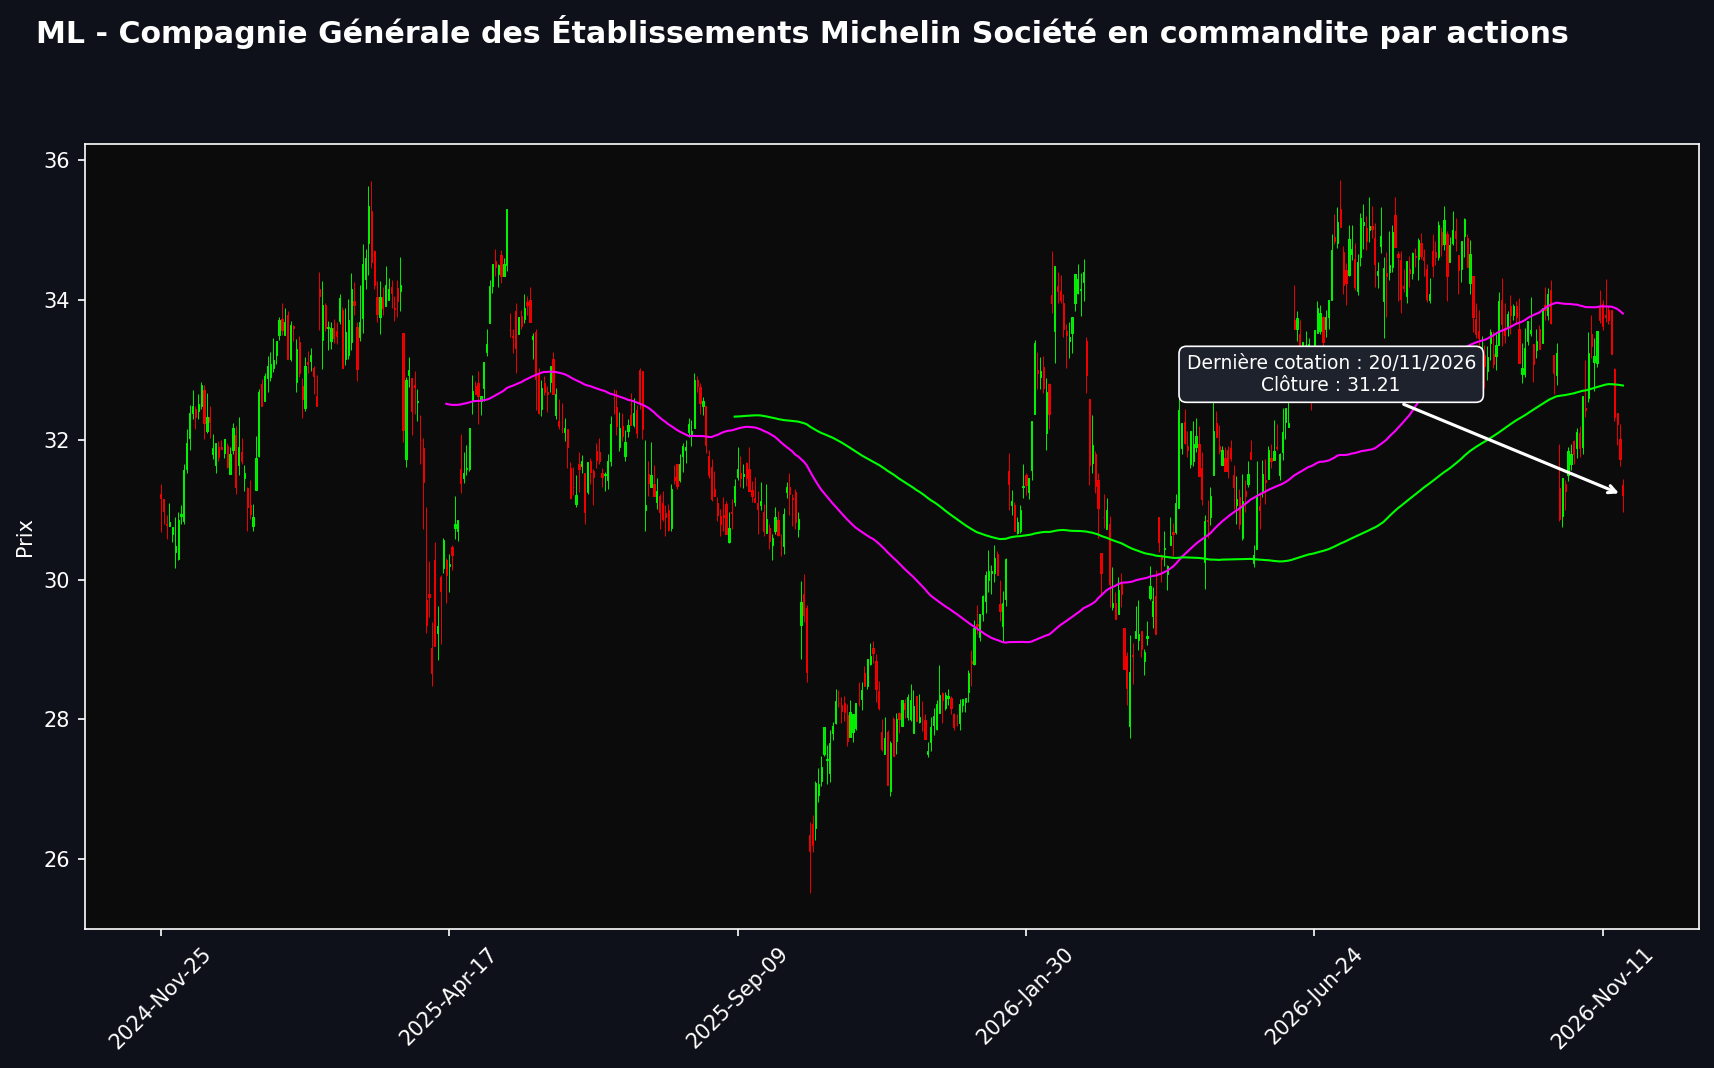 ML - Compagnie Générale des Établissements Michelin Société en commandite par actions
Prix
36
34
32
30
28
26
Dernière cotation : 20/11/2026
Clôture : 31.21
2024-Nov-25
2025-Apr-17
2025-Sep-09
2026-Jan-30
2026-Jun-24
2026-Nov-11